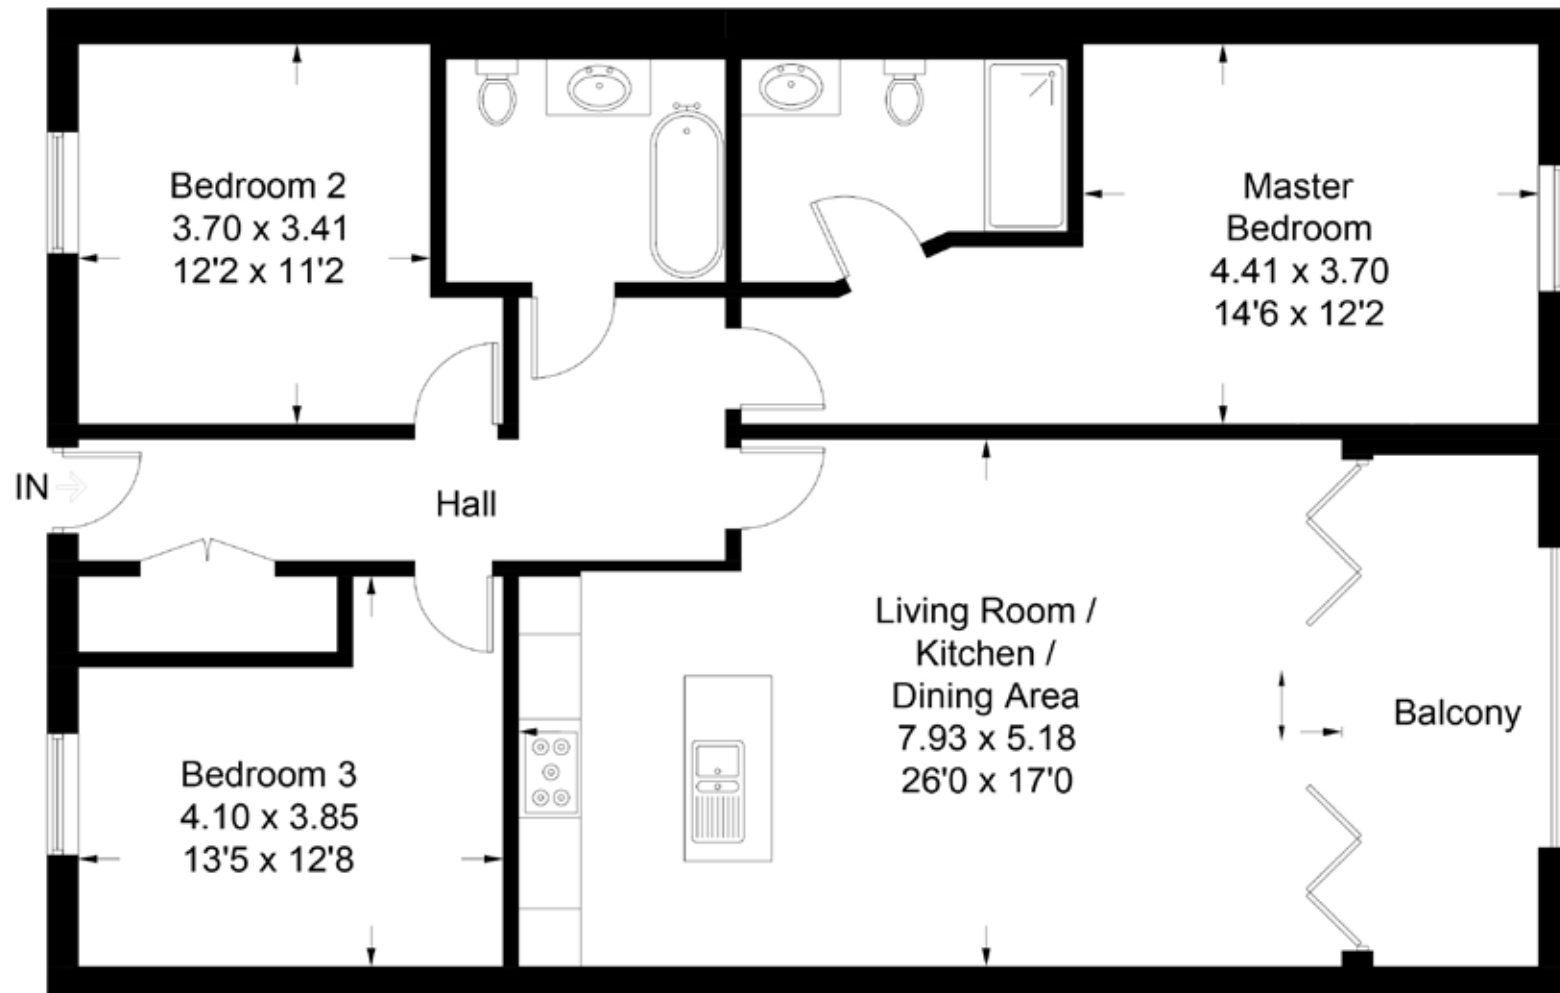 Bedroom 2
3.70 x 3.41
12'2 x 11'2
Master
Bedroom
4.41 x 3.70
14'6 x 12'2
IN
Hall
Living Room /
Kitchen /
Dining Area
7.93 x 5.18
26'0 x 17'0
Balcony
Bedroom 3
4.10 x 3.85
13'5 x 12'8